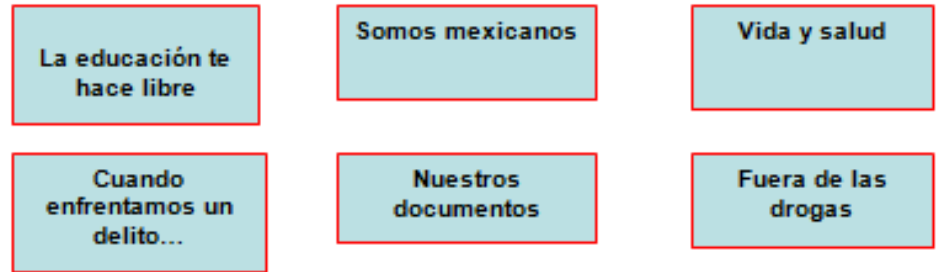 La educación te
hace libre
Somos mexicanos
Vida y salud
Cuando
enfrentamos un
delito...
Nuestros
documentos
Fuera de las
drogas